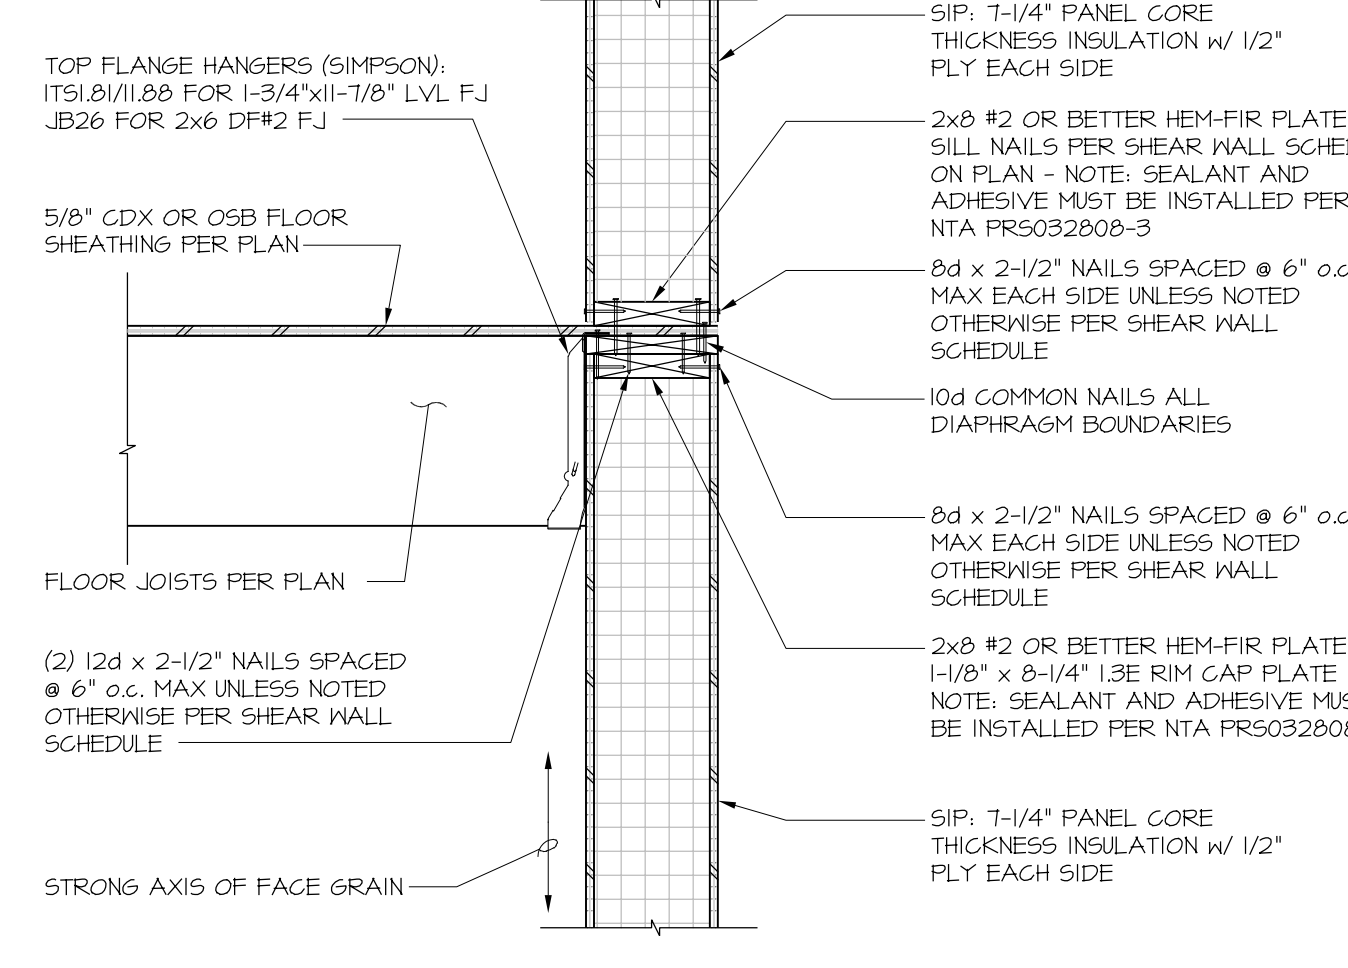 TOP FLANGE HANGERS (SIMPSON):
ITS1.81/11.88 FOR 1-3/4"x11-7/8" LVL FJ
JB26 FOR 2x6 DF#2 FJ
5/8" CDX OR OSB FLOOR
SHEATHING PER PLAN
FLOOR JOISTS PER PLAN
(2) 12d x 2-1/2" NAILS SPACED
@ 6" o.c. MAX UNLESS NOTED
OTHERWISE PER SHEAR WALL
SCHEDULE
STRONG AXIS OF FACE GRAIN
SIP: 7-1/4" PANEL CORE
THICKNESS INSULATION w/ 1/2"
PLY EACH SIDE
2x8 #2 OR BETTER HEM-FIR PLATE
SILL NAILS PER SHEAR WALL
ON PLAN - NOTE: SEALANT AND
ADHESIVE MUST BE INSTALLED PER
NTA PRS032808-3
8d x 2-1/2" NAILS SPACED @ 6" o.c
MAX EACH SIDE UNLESS NOTED
OTHERWISE PER SHEAR WALL
SCHEDULE
10d COMMON NAILS ALL
DIAPHRAGM BOUNDARIES
8d x 2-1/2" NAILS SPACED @ 6" o.c
MAX EACH SIDE UNLESS NOTED
OTHERWISE PER SHEAR WALL
SCHEDULE
2x8 #2 OR BETTER HEM-FIR PLATE
1-1/8" x 8-1/4" 1.3E RIM CAP PLATE
NOTE: SEALANT AND ADHESIVE
BE INSTALLED PER NTA PRS032808
SIP: 7-1/4" PANEL CORE
THICKNESS INSULATION w/ 1/2"
PLY EACH SIDE